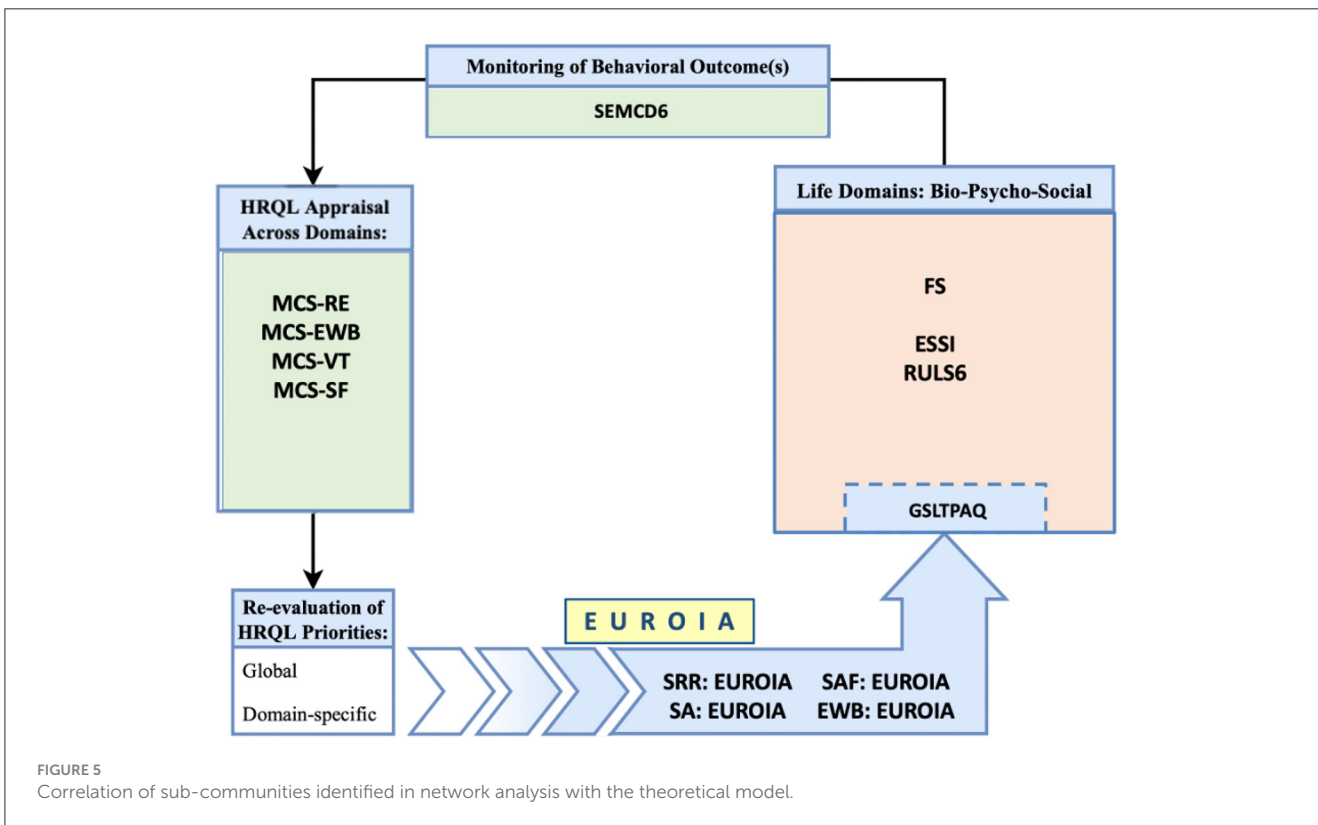 Monitoring of Behavioral Outcome(s)
SEMCD6
HRQL Appraisal
Across Domains:
MCS-RE
MCS-EWB
MCS-VT
MCS-SF
Life Domains: Bio-Psycho-Social
FS
ESSI
RULS6
GSLTPAQ
Re-evaluation of
HRQL Priorities:
Global
Domain-specific
E U R O I A
SRR: EUROIA SAF: EUROIA
SA: EUROIA EWB: EUROIA
FIGURE 5
Correlation of sub-communities identified in network analysis with the theoretical model.